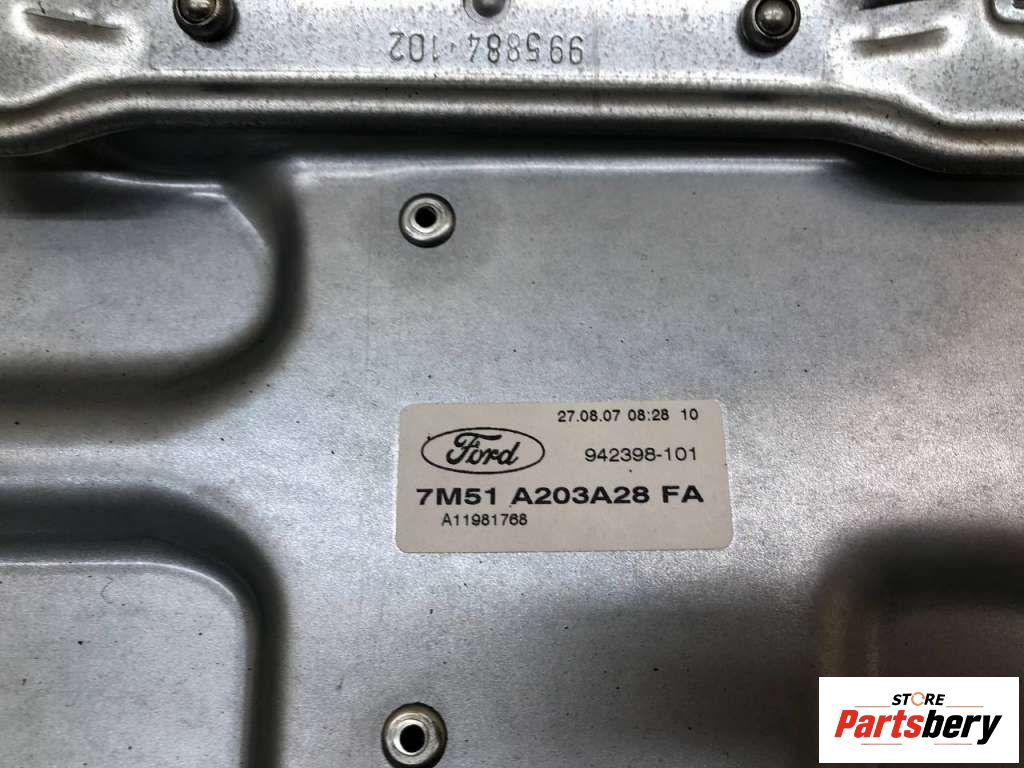 995884-102
27.08.07 08:28 10
Ford
942398-101
7M51 A203A28 FA
A11981768
STORE
Partsbery